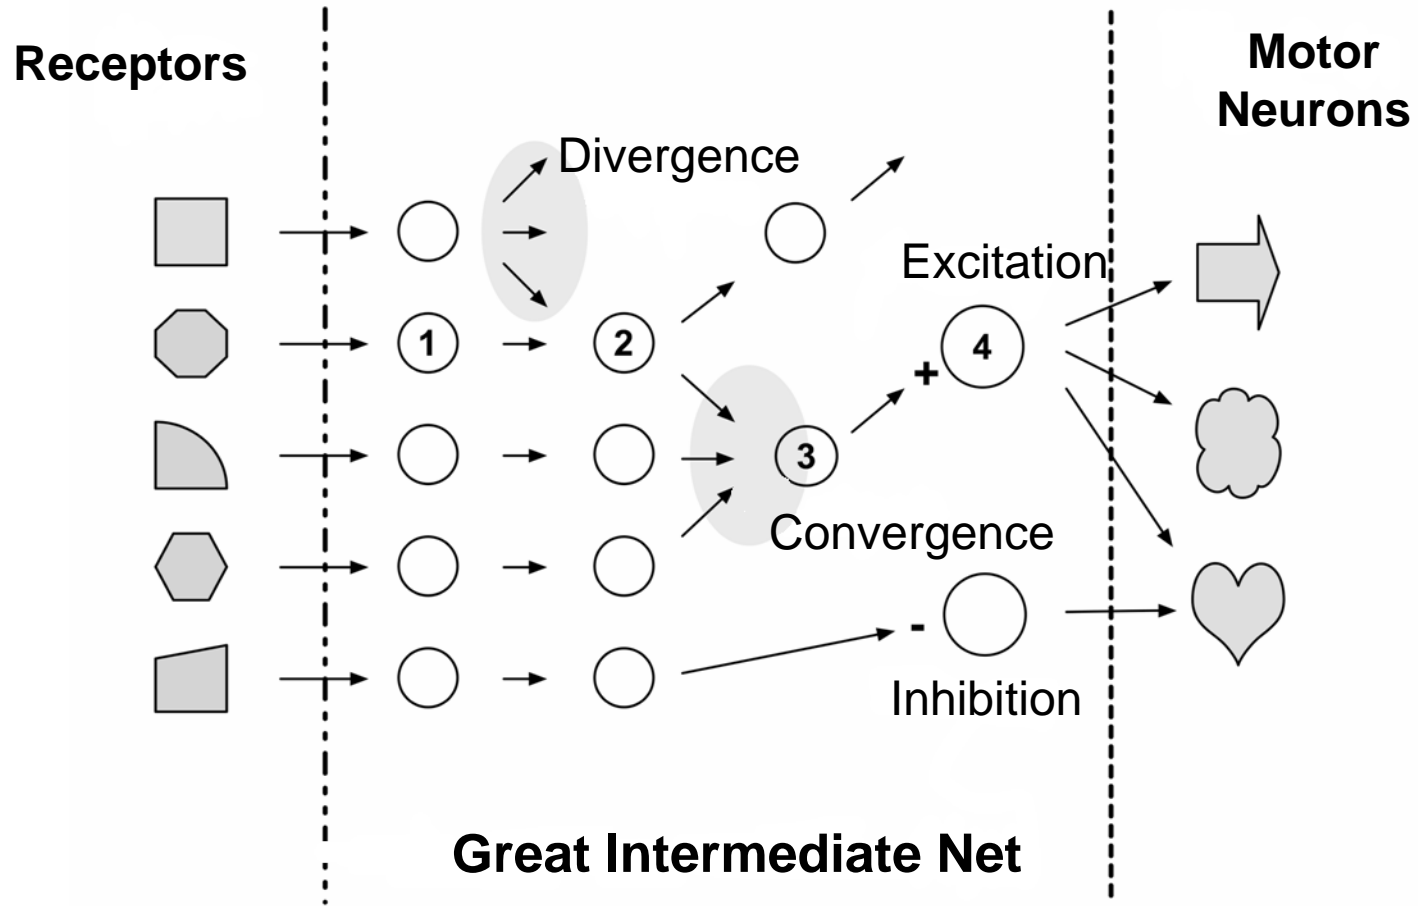 Receptors
Motor
Neurons
Divergence
Excitation
1
2
+
4
3
Convergence
-
Inhibition
Great Intermediate Net